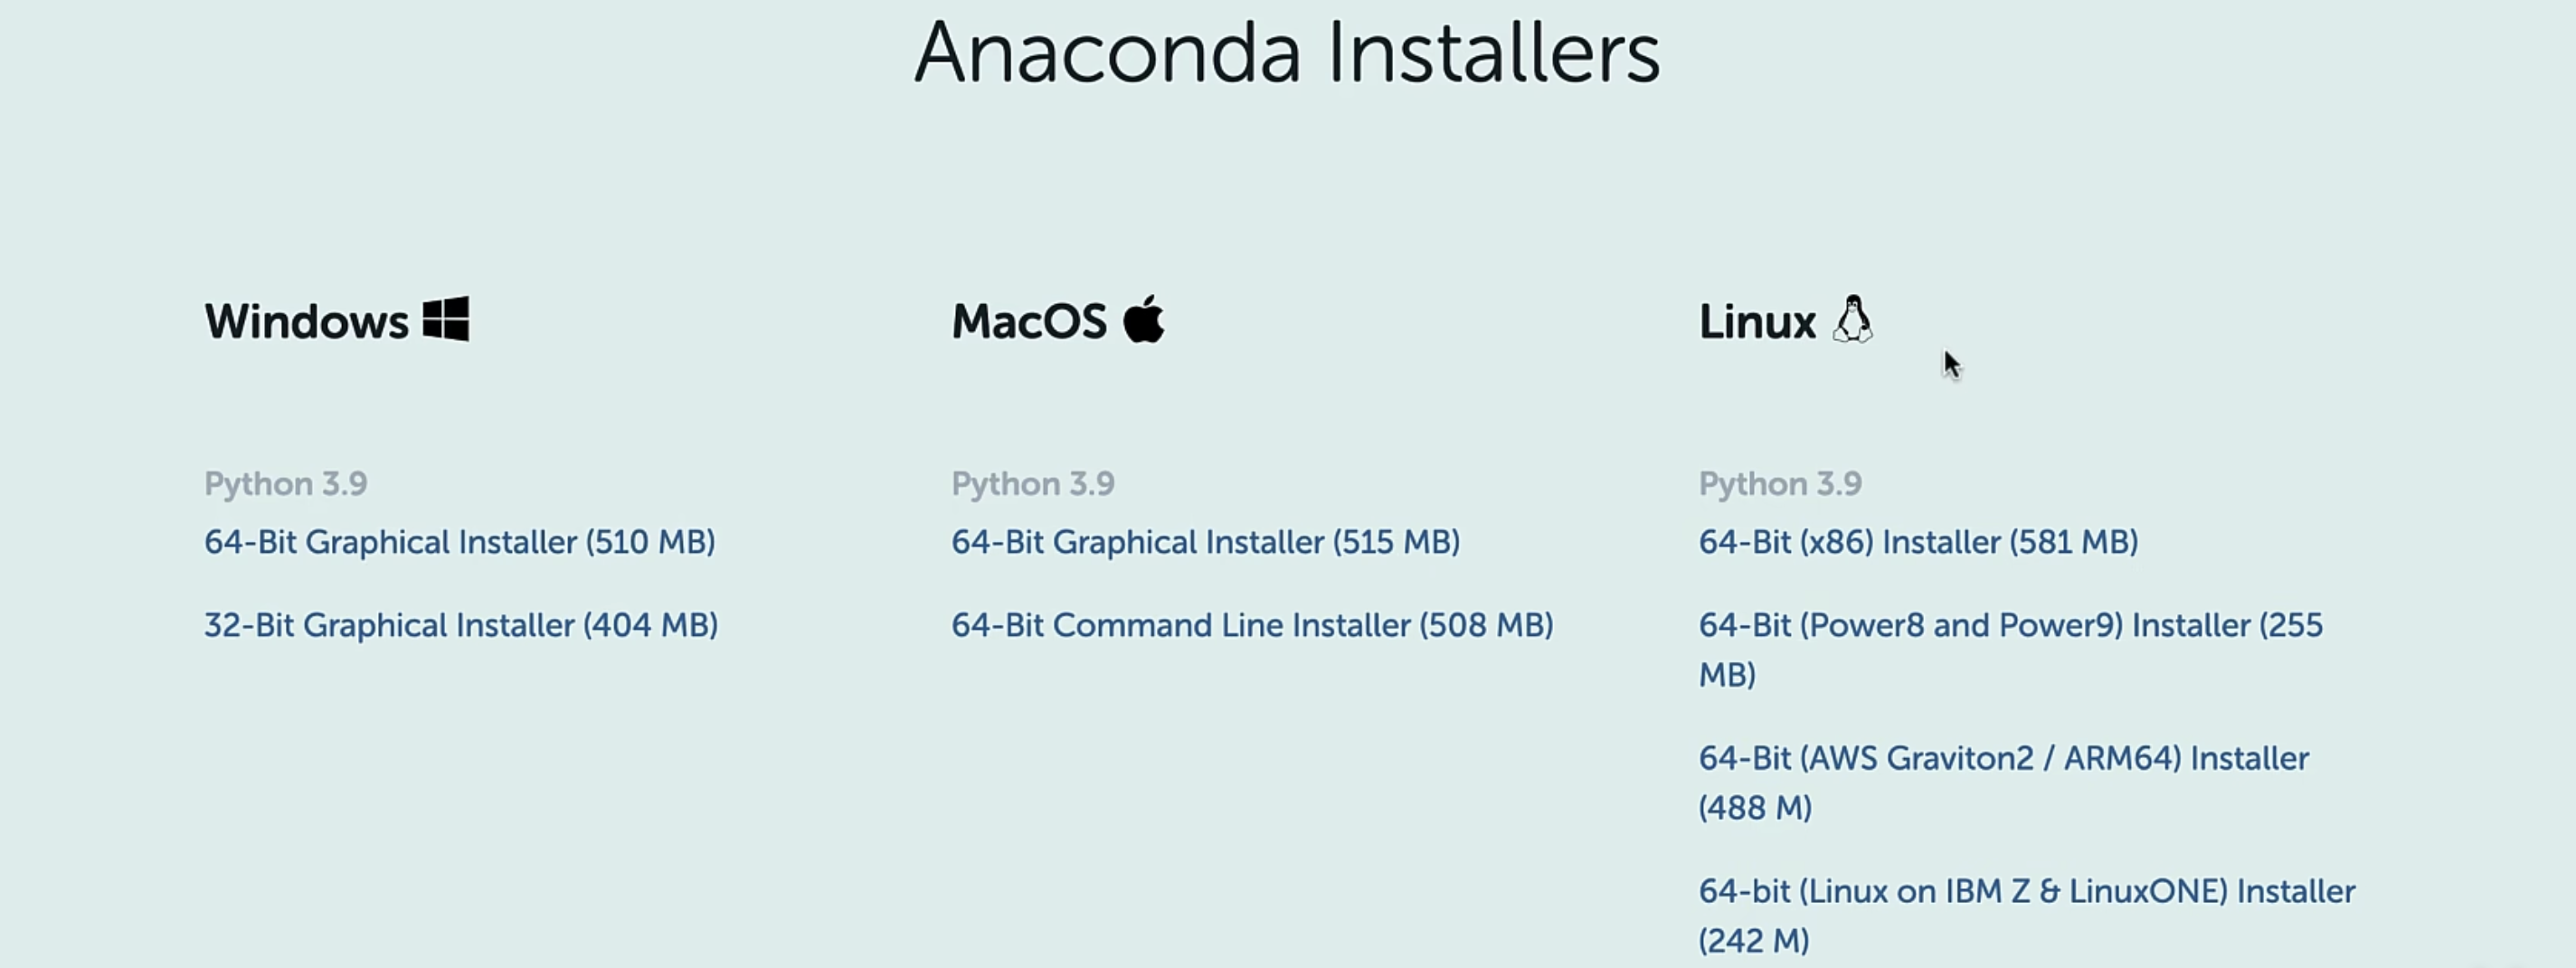 Anaconda Installers
Windows
Python 3.9
64-Bit Graphical Installer (510 MB)
32-Bit Graphical Installer (404 MB)
MacOS
Python 3.9
64-Bit Graphical Installer (515 MB)
64-Bit Command Line Installer (508 MB)
Linux
Python 3.9
64-Bit (x86) Installer (581 MB)
64-Bit (Power8 and Power9) Installer (255
MB)
64-Bit (AWS Graviton2 / ARM64) Installer
(488 M)
64-bit (Linux on IBM Z & LinuxONE) Installer
(242 M)